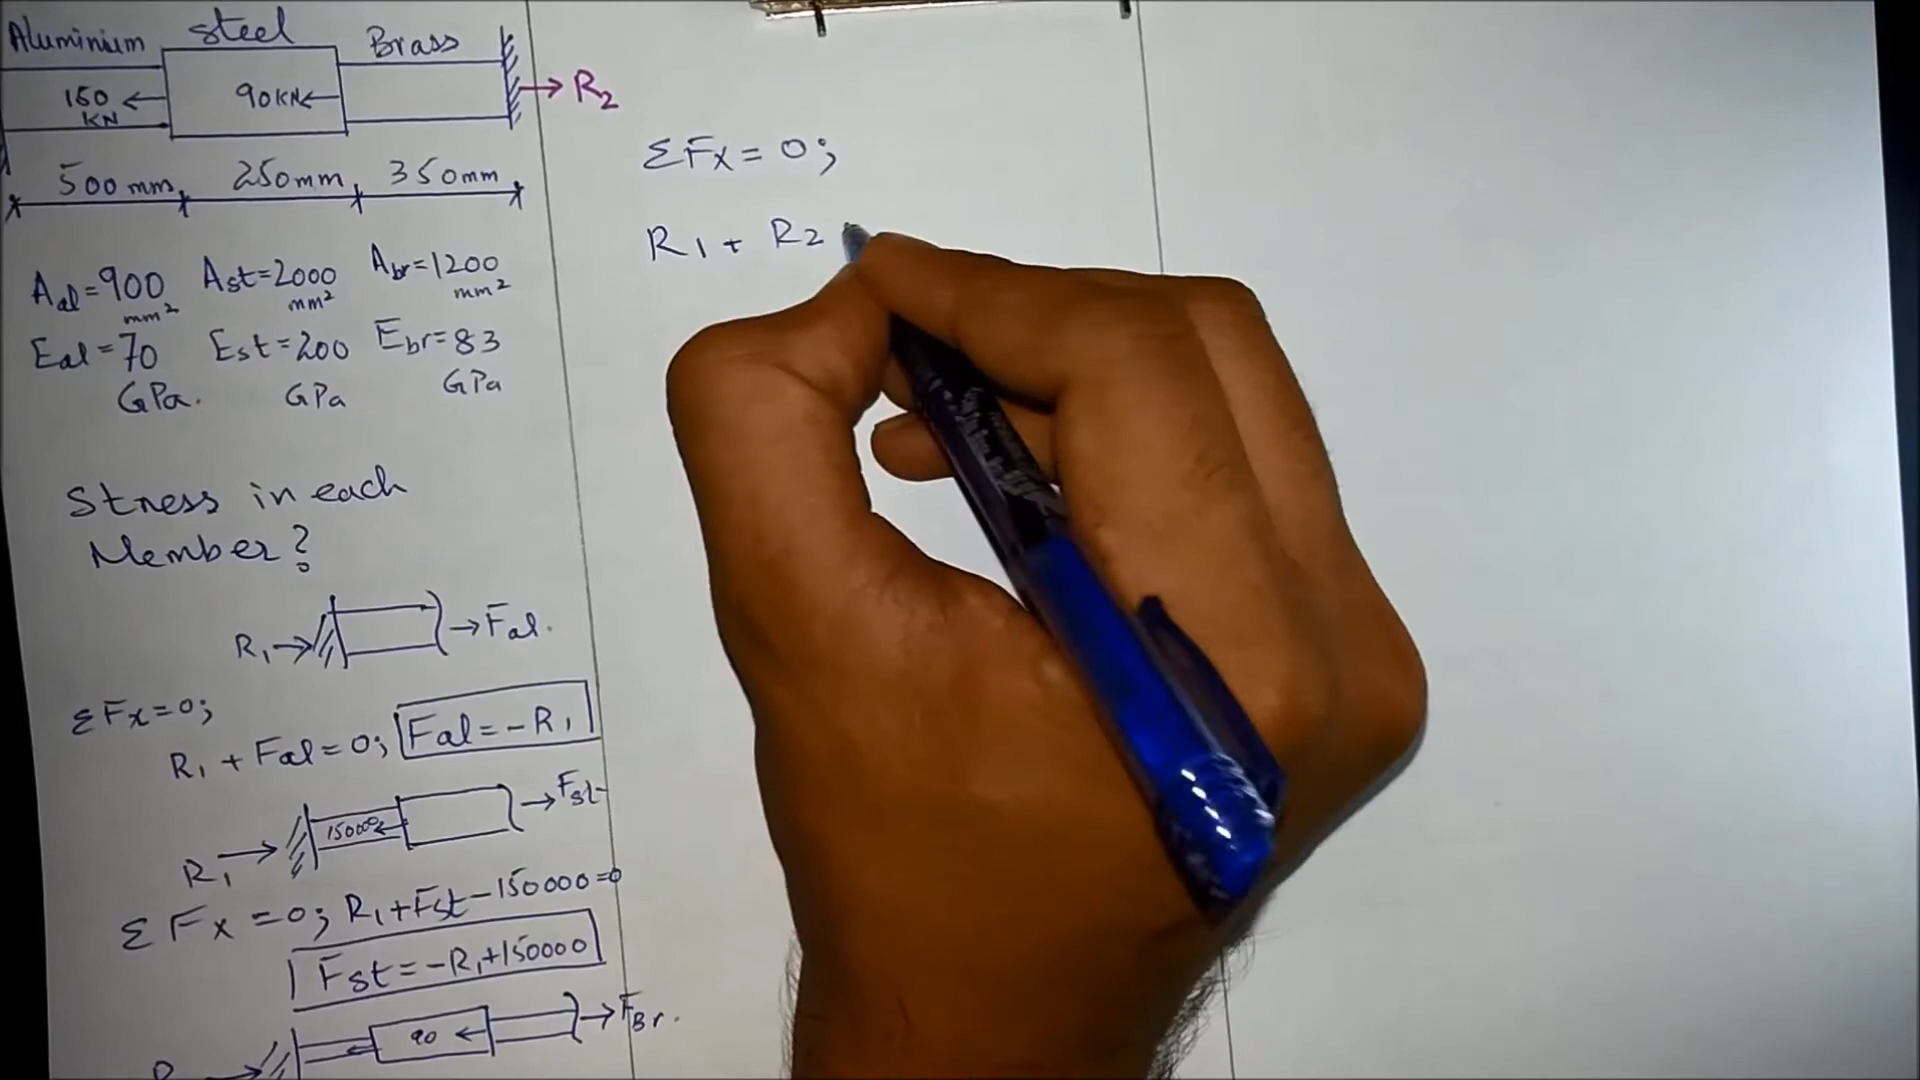 Aluminium Steel Brass
150 KN 90KN R2
500mm 250mm 350mm
Aal=900 mm² Ast=2000 mm² Abr=1200 mm²
Eal=70 GPa. Est=200 GPa Ebr=83 GPa
Stress in each
Member?
R1 → Fal.
ΣFx=0;
R1 + Fal=0; Fal=-R1
R1 150000 → Fst
ΣFx=0; R1+Fst-150000=0
Fst=-R1+150000
90 → FBr.
ΣFx=0;
R1 + R2